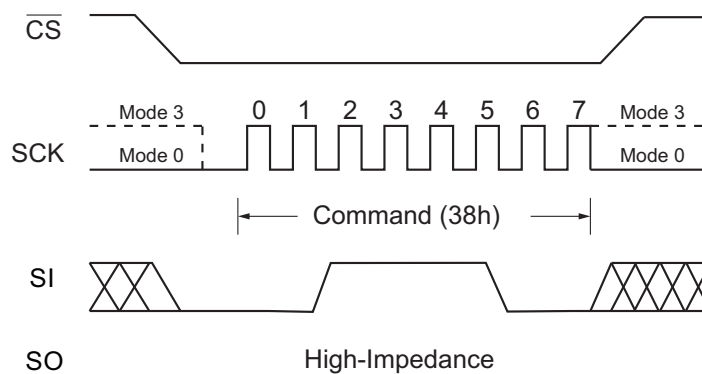 CS
0 1 2 3 4 5 6 7
Mode 3 Mode 3
SCK
Mode 0 Mode 0
Command (38h)
SI
SO High-Impedance